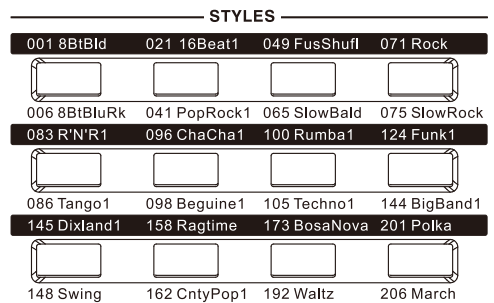 STYLES
001 8BtBld 021 16Beat1 049 FusShufl 071 Rock
006 8BtBluRk 041 PopRock1 065 SlowBald 075 SlowRock
083 R'N'R1 096 ChaCha1 100 Rumba1 124 Funk1
086 Tango1 098 Beguine1 105 Techno1 144 BigBand1
145 Dixland1 158 Ragtime 173 BosaNova 201 Polka
148 Swing 162 CntyPop1 192 Waltz 206 March